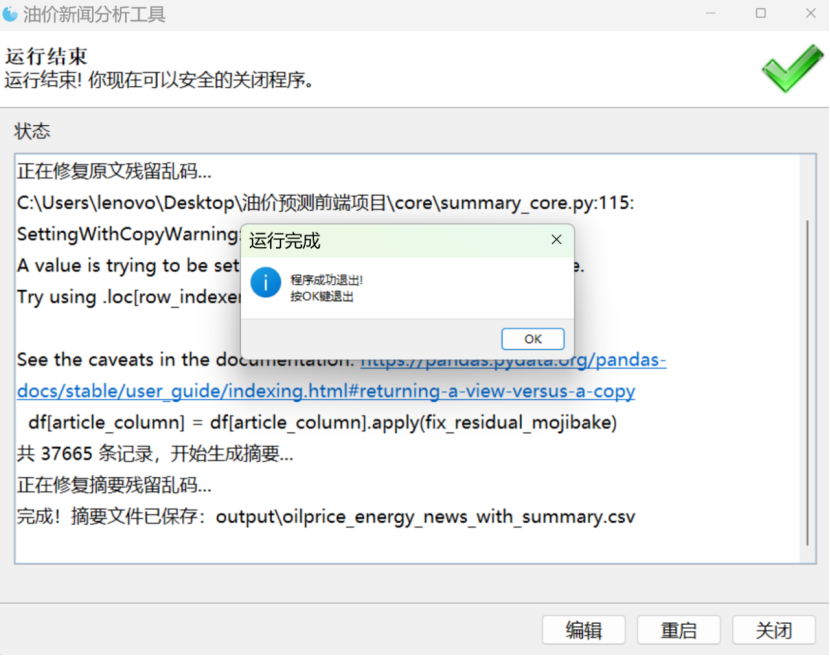 油价新闻分析工具
运行结束
运行结束! 你现在可以安全的关闭程序。
状态
正在修复原文残留乱码...
C:\Users\lenovo\Desktop\油价预测前端项目\core\summary_core.py:115:
SettingWithCopyWarning:
A value is trying to be set
e.
Try using .loc[row_indexer
运行完成
程序成功退出!
按OK键退出
OK
See the caveats in the documentation: https://pandas.pydata.org/pandas-
docs/stable/user_guide/indexing.html#returning-a-view-versus-a-copy
df[article_column] = df[article_column].apply(fix_residual_mojibake)
共 37665 条记录，开始生成摘要...
正在修复摘要残留乱码...
完成！摘要文件已保存：output\oilprice_energy_news_with_summary.csv
编辑
重启
关闭